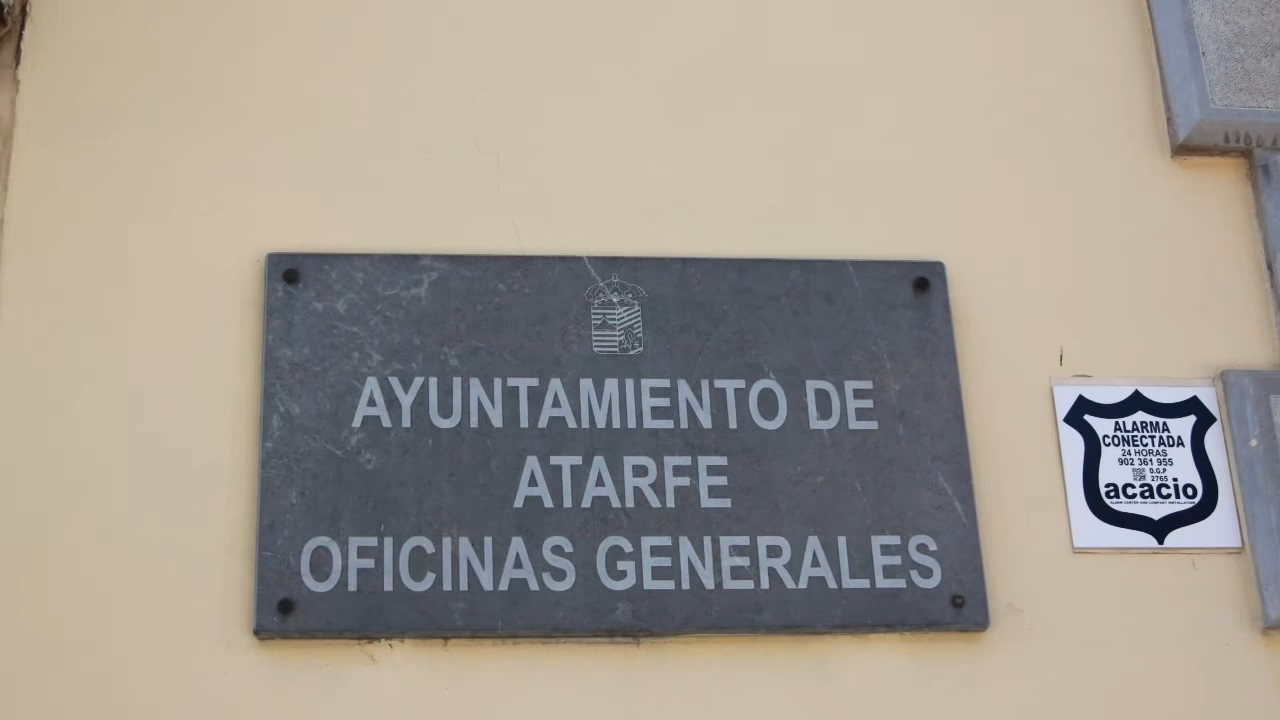 AYUNTAMIENTO DE
ATARFE
OFICINAS GENERALES
ALARMA
CONECTADA
24 HORAS
902 361 955
D.G.P
2765
acacio